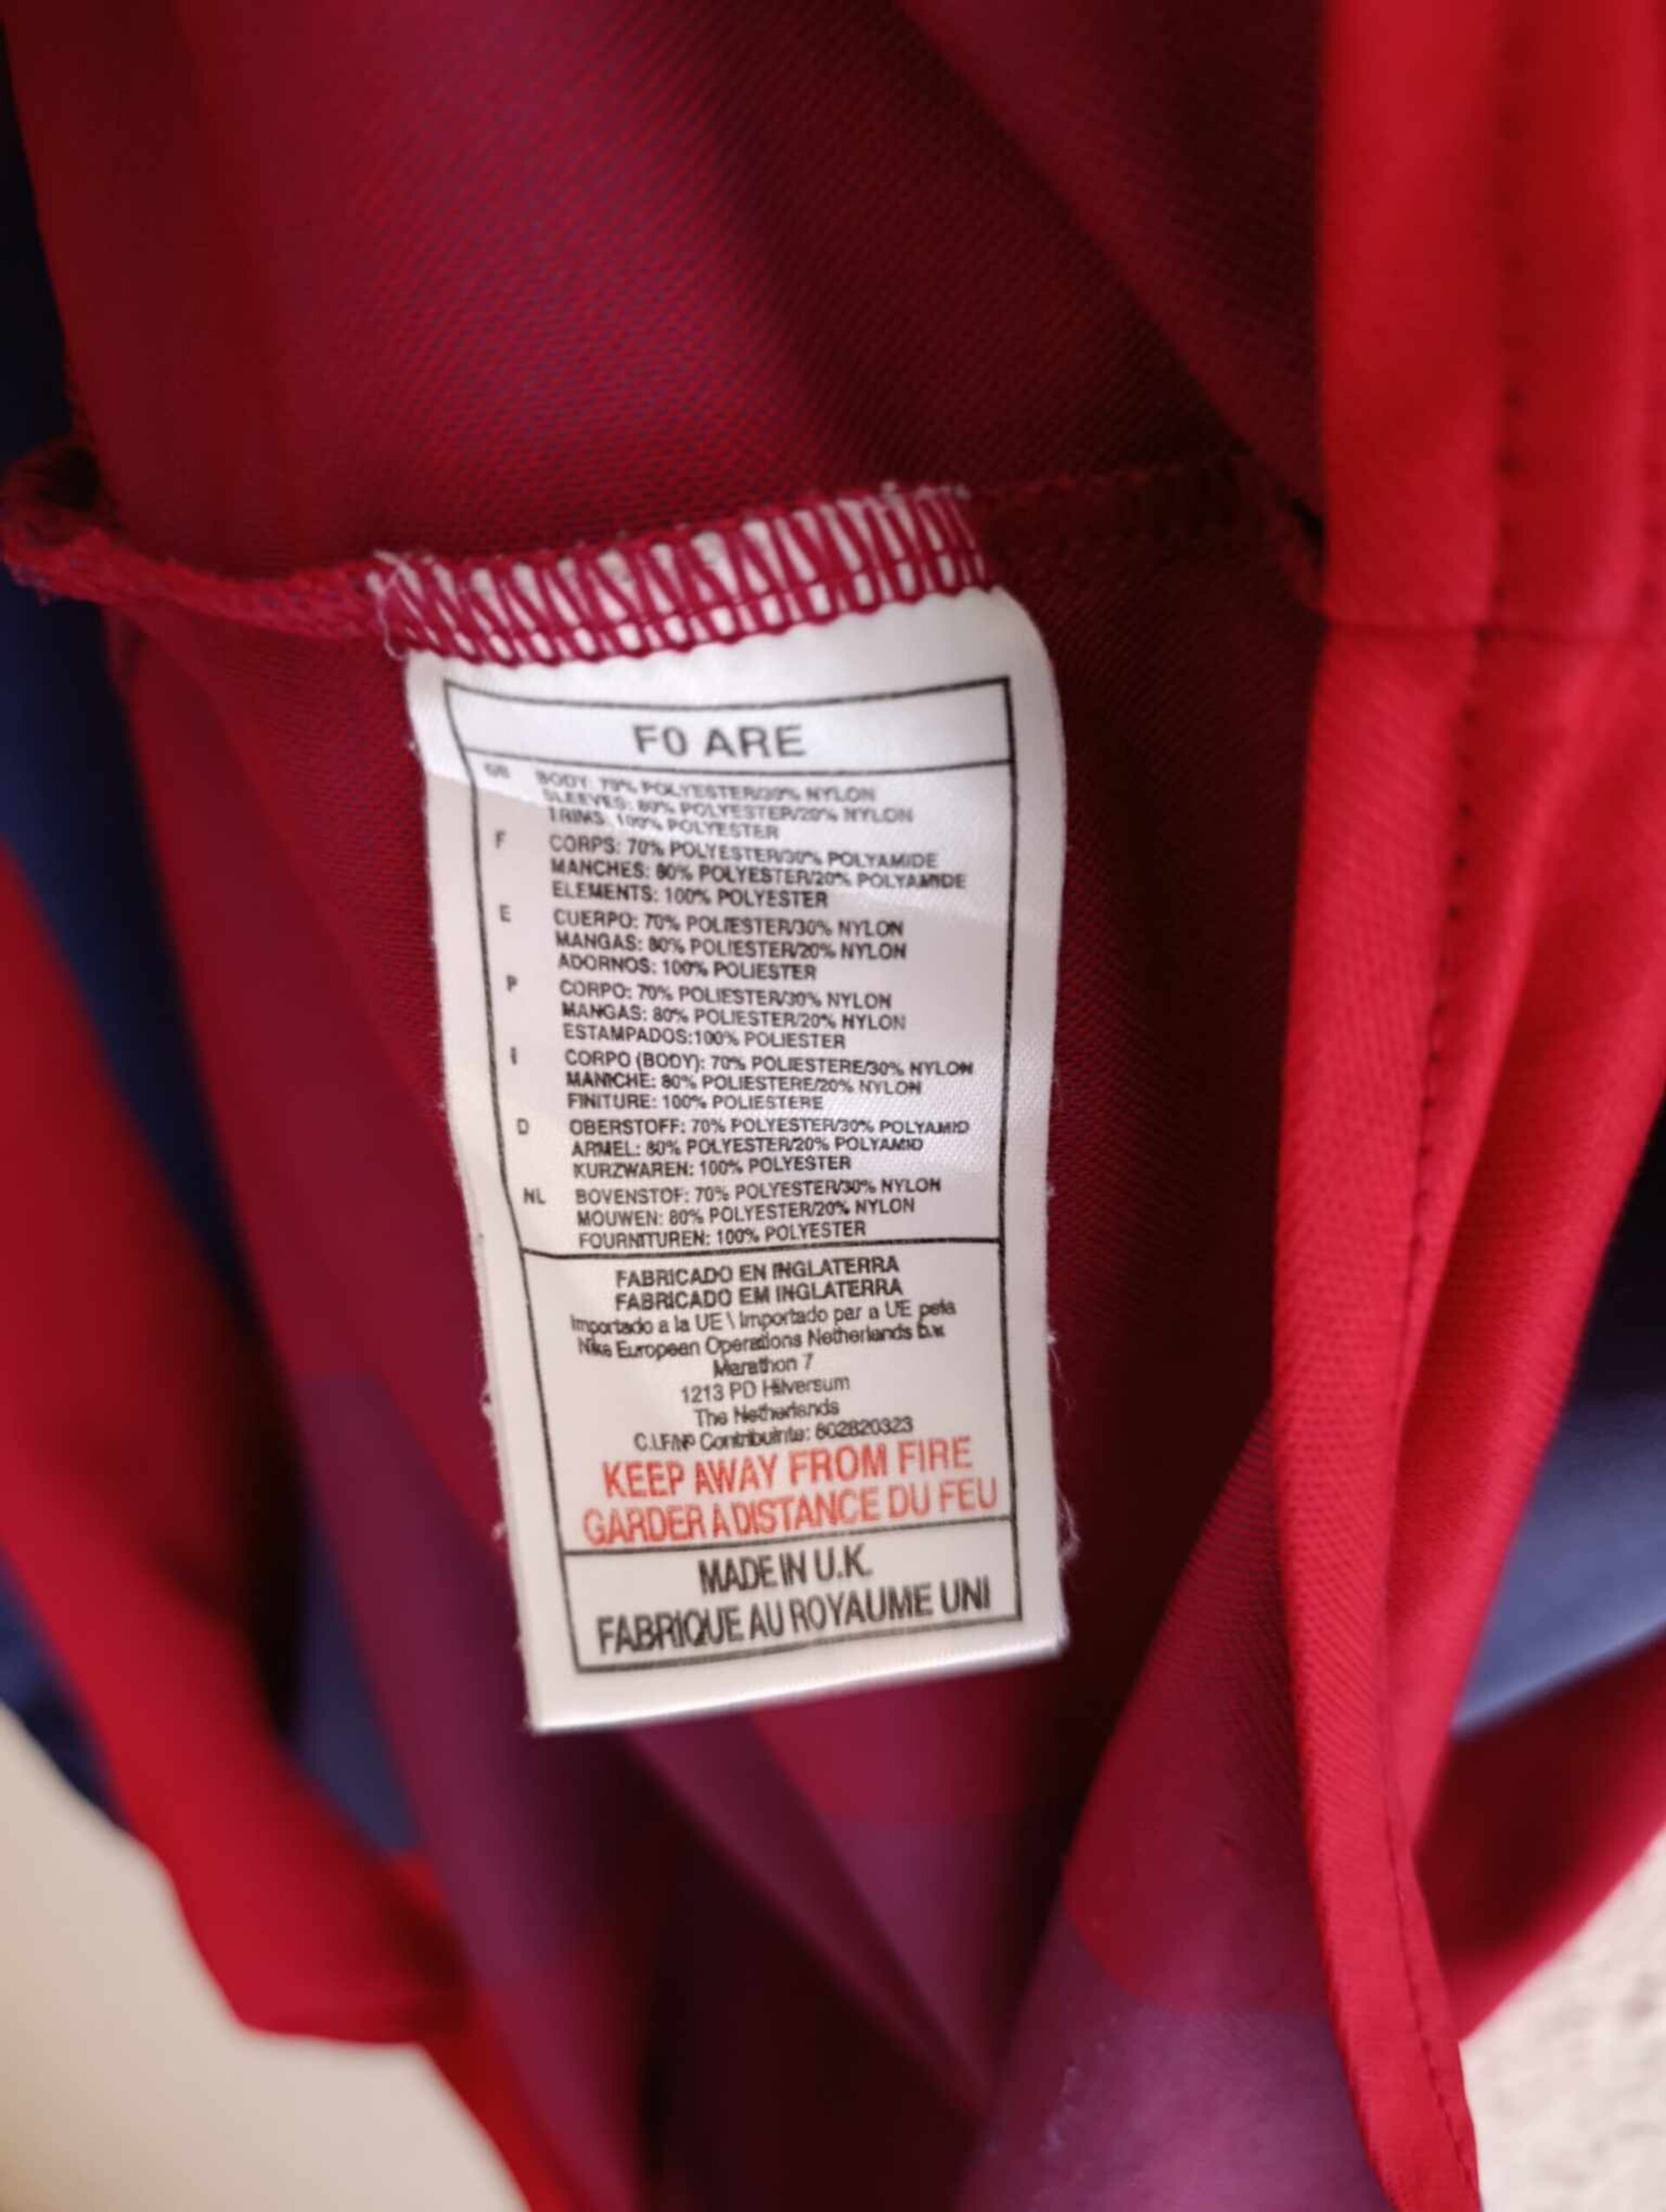 F0 ARE
GB BODY: 70% POLYESTER/30% NYLON
SLEEVES: 80% POLYESTER/20% NYLON
TRIMS: 100% POLYESTER
F CORPS: 70% POLYESTER/30% POLYAMIDE
MANCHES: 80% POLYESTER/20% POLYAMIDE
ELEMENTS: 100% POLYESTER
E CUERPO: 70% POLIESTER/30% NYLON
MANGAS: 80% POLIESTER/20% NYLON
ADORNOS: 100% POLIESTER
P CORPO: 70% POLIESTER/30% NYLON
MANGAS: 80% POLIESTER/20% NYLON
ESTAMPADOS:100% POLIESTER
I CORPO (BODY): 70% POLIESTERE/30% NYLON
MANICHE: 80% POLIESTERE/20% NYLON
FINITURE: 100% POLIESTERE
D OBERSTOFF: 70% POLYESTER/30% POLYAMID
ARMEL: 80% POLYESTER/20% POLYAMID
KURZWAREN: 100% POLYESTER
NL BOVENSTOF: 70% POLYESTER/30% NYLON
MOUWEN: 80% POLYESTER/20% NYLON
FOURNITUREN: 100% POLYESTER
FABRICADO EN INGLATERRA
FABRICADO EM INGLATERRA
Importado a la UE \ Importado par a UE pela
Nike European Operations Netherlands b.v.
Marathon 7
1213 PD Hilversum
The Netherlands
C.I.F/Nº Contribuinte: 802820323
KEEP AWAY FROM FIRE
GARDER A DISTANCE DU FEU
MADE IN U.K.
FABRIQUE AU ROYAUME UNI